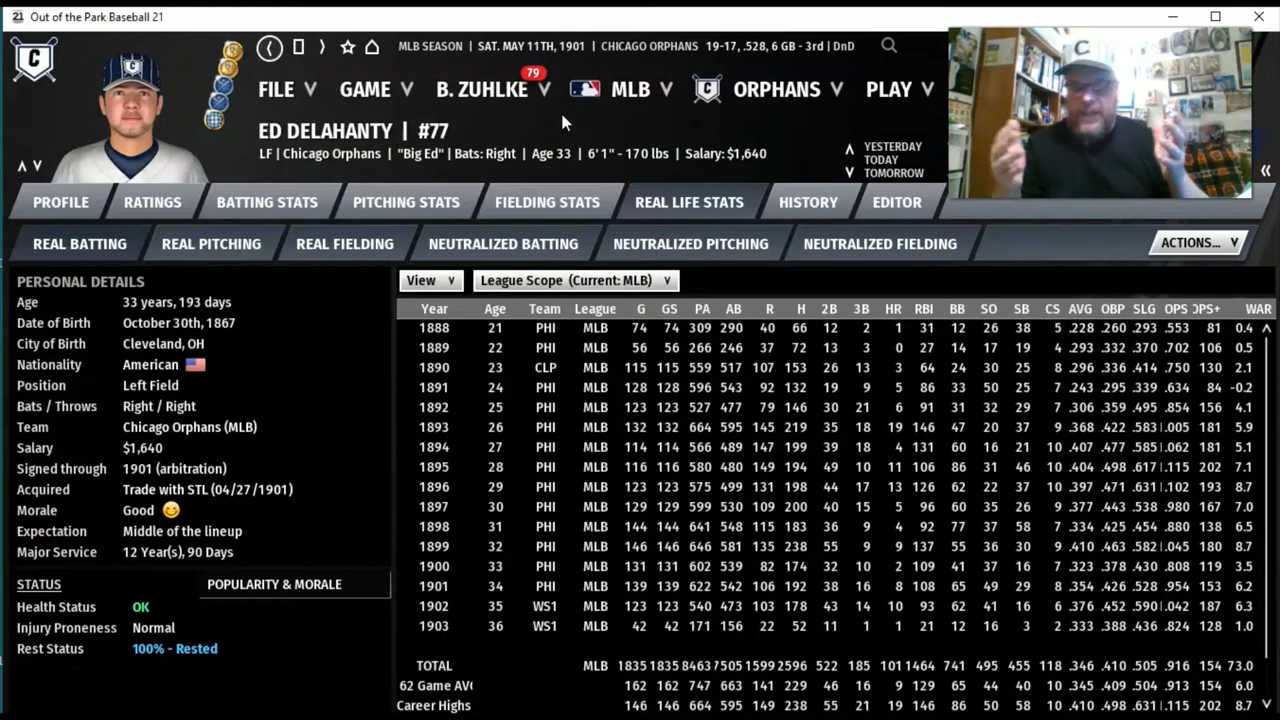 21 Out of the Park Baseball 21
MLB SEASON | SAT. MAY 11TH, 1901 | CHICAGO ORPHANS 19-17, .528, 6 GB - 3rd | DnD
C
79
FILE GAME B. ZUHLKE MLB ORPHANS PLAY
ED DELAHANTY | #77
LF | Chicago Orphans | "Big Ed" | Bats: Right | Age 33 | 6'1" - 170 lbs | Salary: $1,640
YESTERDAY
TODAY
TOMORROW
PROFILE RATINGS BATTING STATS PITCHING STATS FIELDING STATS REAL LIFE STATS HISTORY EDITOR
REAL BATTING REAL PITCHING REAL FIELDING NEUTRALIZED BATTING NEUTRALIZED PITCHING NEUTRALIZED FIELDING ACTIONS...
PERSONAL DETAILS
Age 33 years, 193 days
Date of Birth October 30th, 1867
City of Birth Cleveland, OH
Nationality American
Position Left Field
Bats / Throws Right / Right
Team Chicago Orphans (MLB)
Salary $1,640
Signed through 1901 (arbitration)
Acquired Trade with STL (04/27/1901)
Morale Good
Expectation Middle of the lineup
Major Service 12 Year(s), 90 Days
STATUS POPULARITY & MORALE
Health Status OK
Injury Proneness Normal
Rest Status 100% - Rested
View League Scope (Current: MLB)
Year Age Team League G GS PA AB R H 2B 3B HR RBI BB SO SB CS AVG OBP SLG OPS OPS+ WAR
1888 21 PHI MLB 74 74 309 290 40 66 12 2 1 31 12 26 38 5 .228 .260 .293 .553 81 0.4
1889 22 PHI MLB 56 56 266 246 37 72 13 3 0 27 14 17 19 4 .293 .332 .370 .702 106 0.5
1890 23 CLP MLB 115 115 559 517 107 153 26 13 3 64 24 30 25 8 .296 .336 .414 .750 130 2.1
1891 24 PHI MLB 128 128 596 543 92 132 19 9 5 86 33 50 25 7 .243 .295 .339 .634 84 -0.2
1892 25 PHI MLB 123 123 527 477 79 146 30 21 6 91 31 32 29 7 .306 .359 .495 .854 156 4.1
1893 26 PHI MLB 132 132 664 595 145 219 35 18 19 146 47 20 37 9 .368 .422 .583 1.005 181 5.9
1894 27 PHI MLB 114 114 566 489 147 199 39 18 4 131 60 16 21 10 .407 .477 .585 1.062 181 5.1
1895 28 PHI MLB 116 116 580 480 149 194 49 10 11 106 86 31 46 10 .404 .498 .617 1.115 202 7.1
1896 29 PHI MLB 123 123 575 499 131 198 44 17 13 126 62 22 37 10 .397 .471 .631 1.102 193 8.7
1897 30 PHI MLB 129 129 599 530 109 200 40 15 5 96 60 35 26 9 .377 .443 .538 .980 167 7.0
1898 31 PHI MLB 144 144 641 548 115 183 36 9 4 92 77 37 58 7 .334 .425 .454 .880 138 6.5
1899 32 PHI MLB 146 146 646 581 135 238 55 9 9 137 55 36 30 9 .410 .463 .582 1.045 180 8.7
1900 33 PHI MLB 131 131 602 539 82 174 32 10 2 109 41 37 16 7 .323 .378 .430 .808 119 3.5
1901 34 PHI MLB 139 139 622 542 106 192 38 16 8 108 65 49 29 8 .354 .426 .528 .954 153 6.2
1902 35 WS1 MLB 123 123 540 473 103 178 43 14 10 93 62 41 16 6 .376 .452 .590 1.042 187 6.3
1903 36 WS1 MLB 42 42 171 156 22 52 11 1 1 21 12 16 3 2 .333 .388 .436 .824 128 1.0
TOTAL MLB 1835 1835 8463 7505 1599 2596 522 185 101 1464 741 495 455 118 .346 .410 .505 .916 154 73.0
62 Game AVG 162 162 747 663 141 229 46 16 9 129 65 44 40 10 .345 .409 .504 .913 154 6.0
Career Highs 146 146 664 595 149 238 55 21 19 146 86 50 58 10 .410 .498 .631 1.115 202 8.7